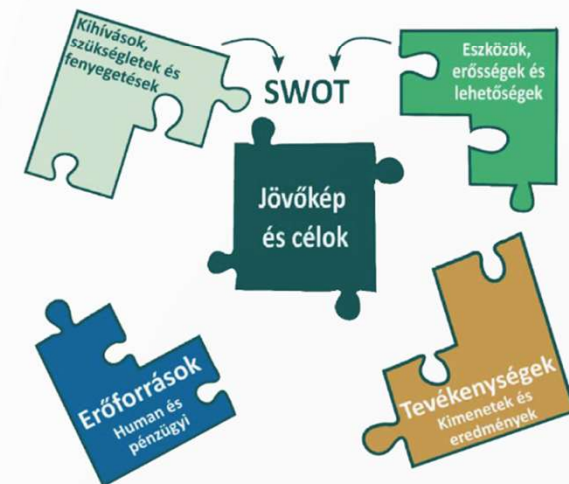 Kihívások,
szükségletek és
fenyegetések
SWOT
Eszközök,
erősségek és
lehetőségek
Jövőkép
és célok
Erőforrások
Human és
pénzügyi
Tevékenységek
Kimenetek és
eredmények